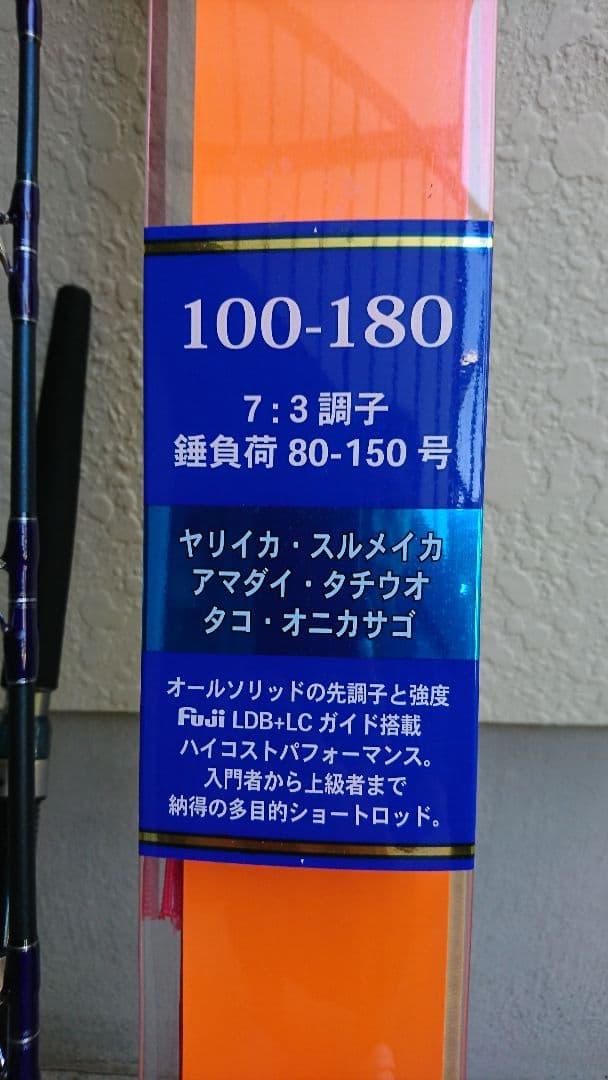 100-180
7:3調子
錘負荷 80-150 号
ヤリイカ・スルメイカ
アマダイ・タチウオ
タコ・オニカサゴ
オールソリッドの先調子と強度
Fuji LDB+LC ガイド搭載
ハイコストパフォーマンス。
入門者から上級者まで
納得の多目的ショートロッド。